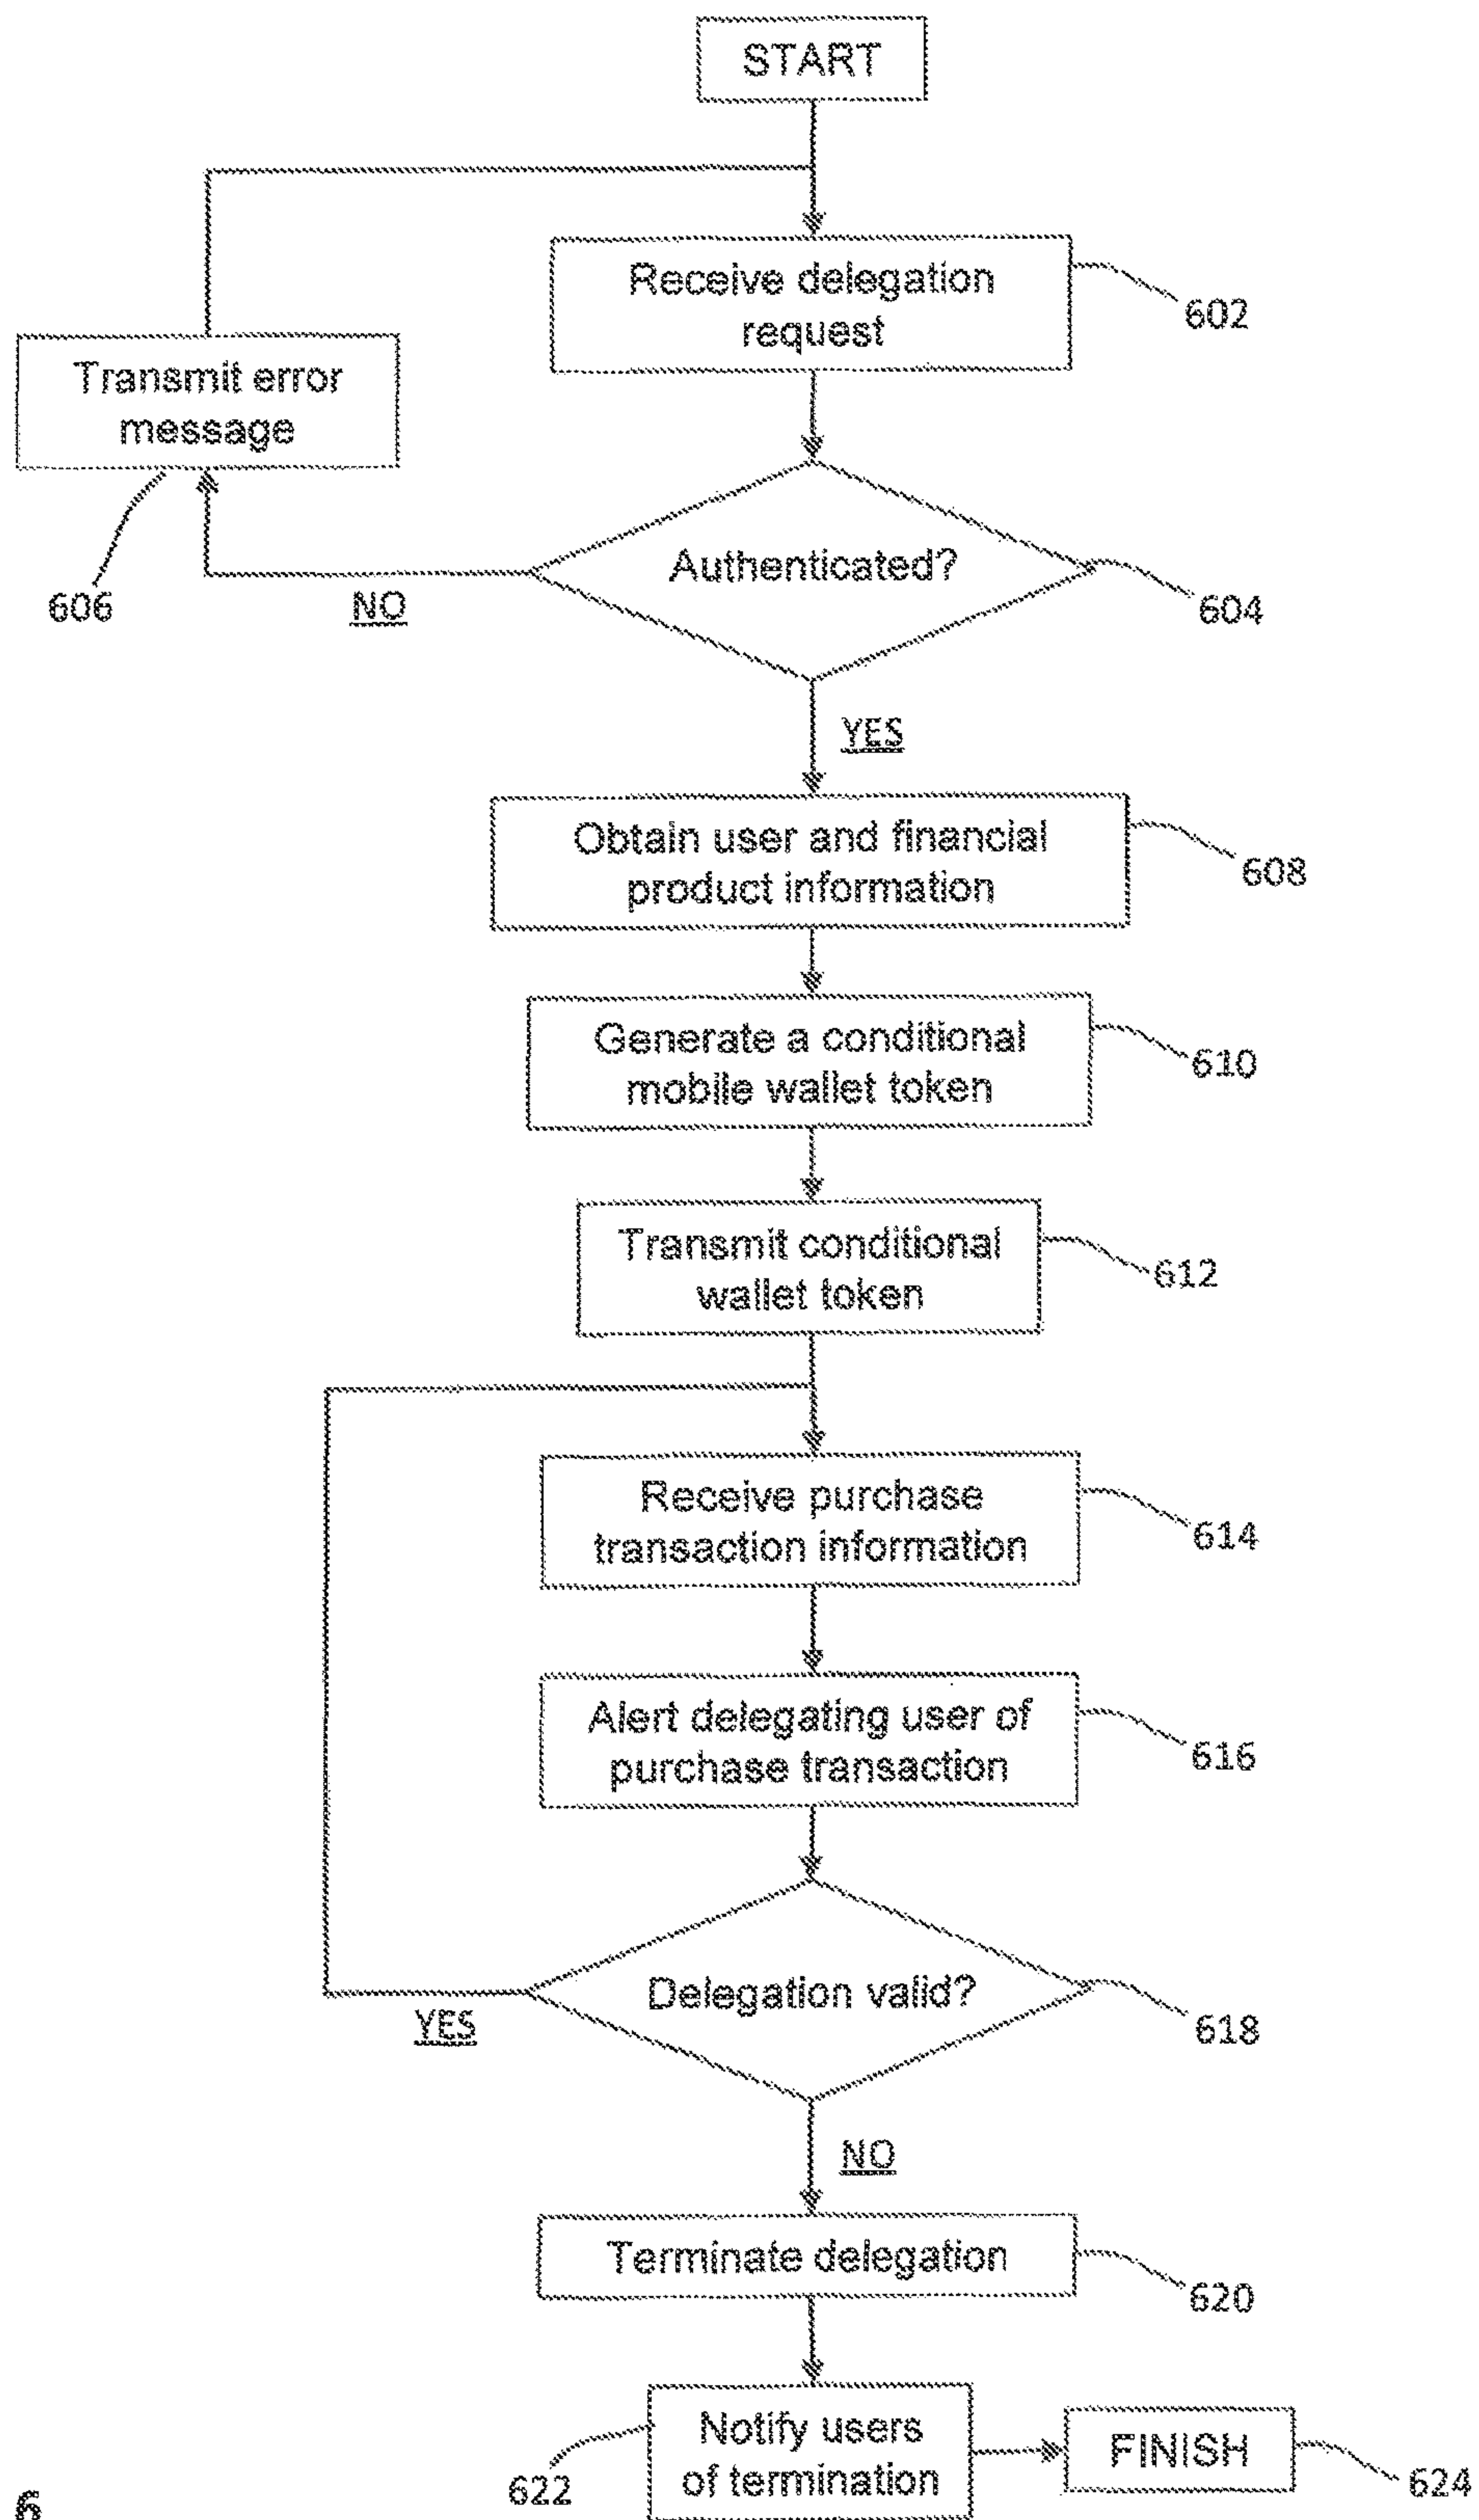 START
Receive delegation
request
602
Transmit error
message
606
Authenticated?
604
NO
YES
Obtain user and financial
product information
608
Generate a conditional
mobile wallet token
610
Transmit conditional
wallet token
612
Receive purchase
transaction information
614
Alert delegating user of
purchase transaction
616
Delegation valid?
618
YES
NO
Terminate delegation
620
Notify users
of termination
622
FINISH
624
6